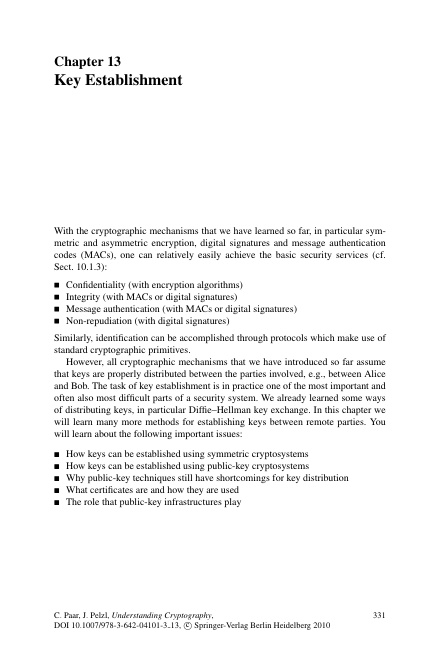 Chapter 13
Key Establishment
With the cryptographic mechanisms that we have learned so far, in particular sym-
metric and asymmetric encryption, digital signatures and message authentication
codes (MACs), one can relatively easily achieve the basic security services (cf.
Sect. 10.1.3):
■ Confidentiality (with encryption algorithms)
■ Integrity (with MACs or digital signatures)
■ Message authentication (with MACs or digital signatures)
■ Non-repudiation (with digital signatures)
Similarly, identification can be accomplished through protocols which make use of
standard cryptographic primitives.
However, all cryptographic mechanisms that we have introduced so far assume
that keys are properly distributed between the parties involved, e.g., between Alice
and Bob. The task of key establishment is in practice one of the most important and
often also most difficult parts of a security system. We already learned some ways
of distributing keys, in particular Diffie–Hellman key exchange. In this chapter we
will learn many more methods for establishing keys between remote parties. You
will learn about the following important issues:
■ How keys can be established using symmetric cryptosystems
■ How keys can be established using public-key cryptosystems
■ Why public-key techniques still have shortcomings for key distribution
■ What certificates are and how they are used
■ The role that public-key infrastructures play
C. Paar, J. Pelzl, Understanding Cryptography, 331
DOI 10.1007/978-3-642-04101-3_13, © Springer-Verlag Berlin Heidelberg 2010